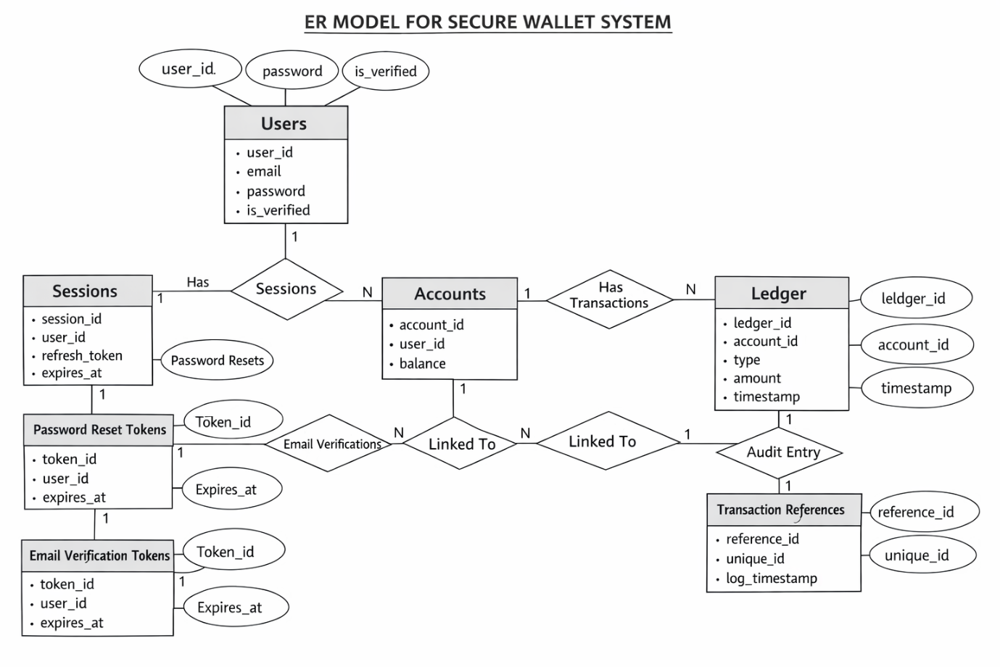 ER MODEL FOR SECURE WALLET SYSTEM
user_id.
password
is_verified
Users
• user_id
• email
• password
• is_verified
1
Sessions
• session_id
• user_id
• refresh_token
• expires_at
Has
1
Sessions
N
Accounts
• account_id
• user_id
• balance
1
Has
Transactions
N
Ledger
• ledger_id
• account_id
• type
• amount
• timestamp
leldger_id
account_id
timestamp
Password Resets
1
1
1
Password Reset Tokens
• token_id
• user_id
• expires_at
Token_id
1
Expires_at
Email Verifications
N
Linked To
N
Linked To
1
Audit Entry
1
1
Email Verification Tokens
• token_id
• user_id
• expires_at
Token_id
1
Expires_at
Transaction References
• reference_id
• unique_id
• log_timestamp
reference_id
unique_id